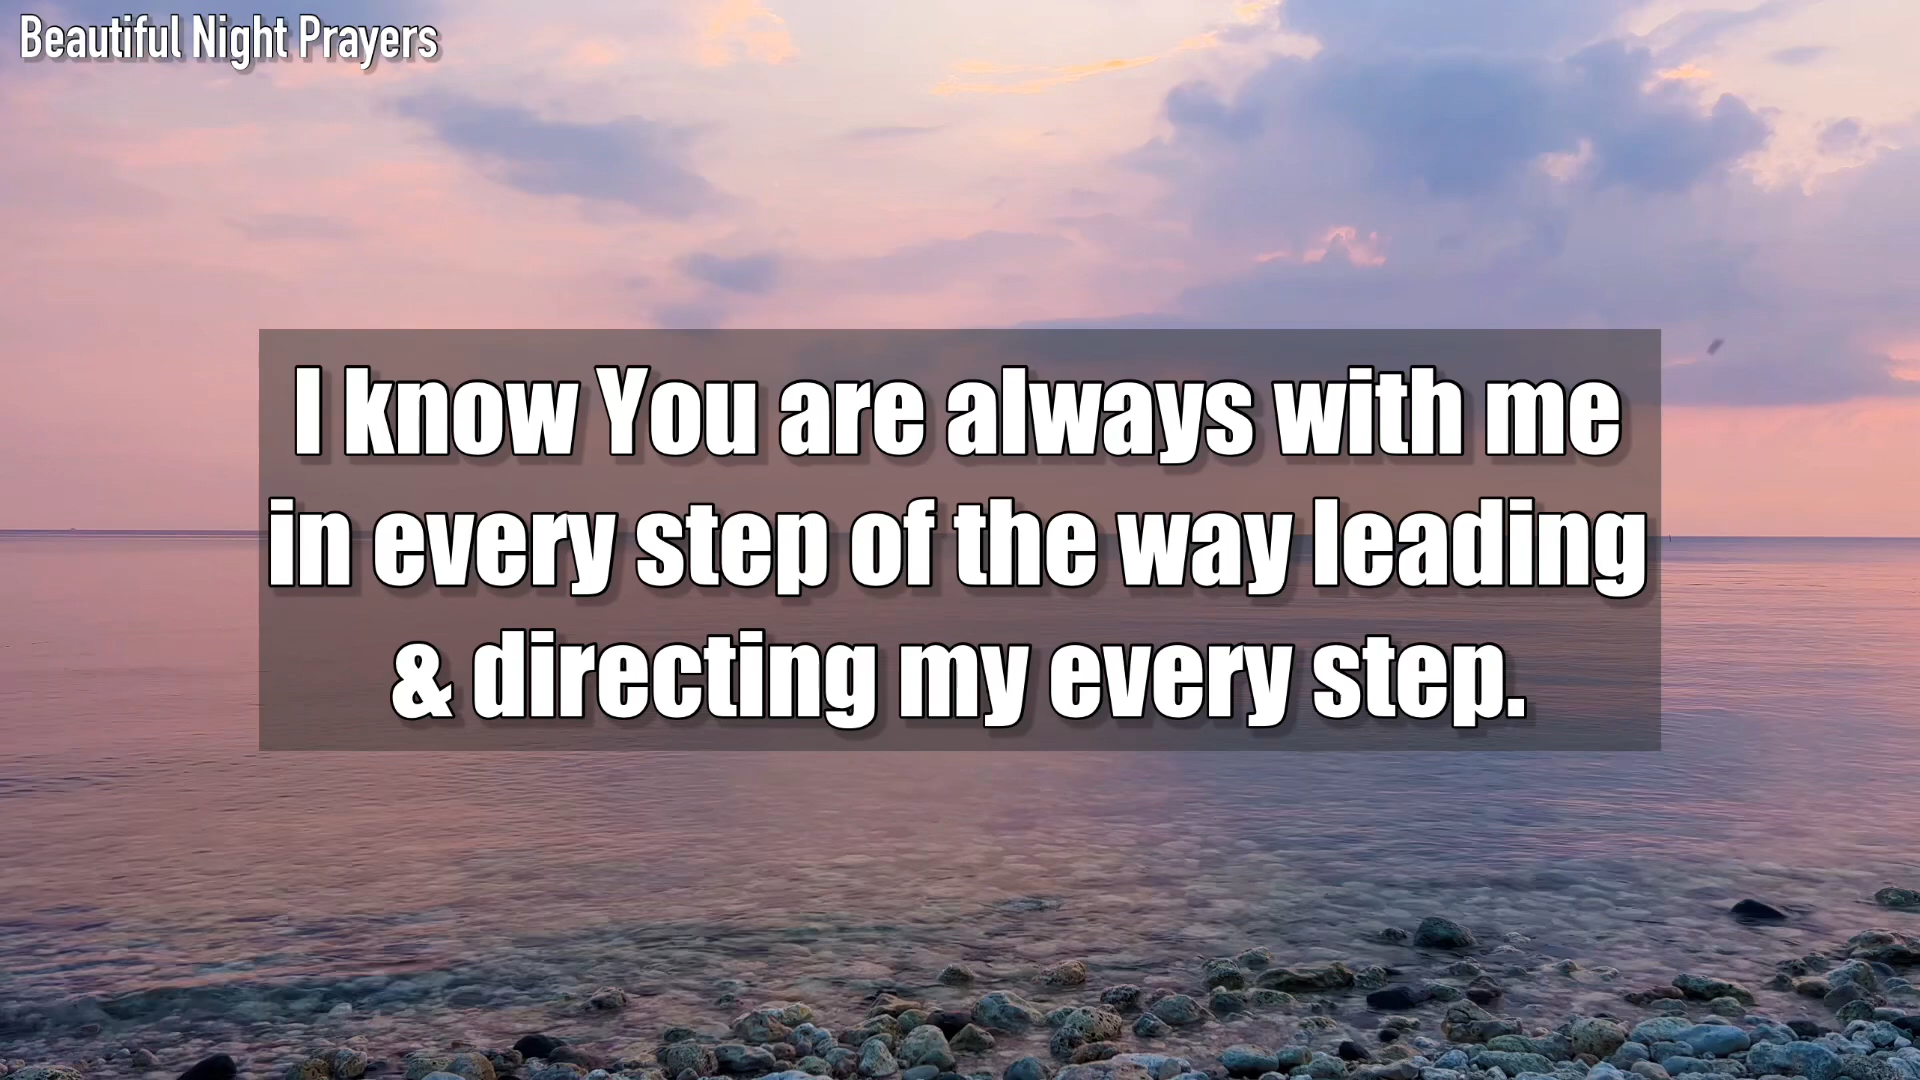 Beautiful Night Prayers
I know You are always with me
in every step of the way leading
& directing my every step.